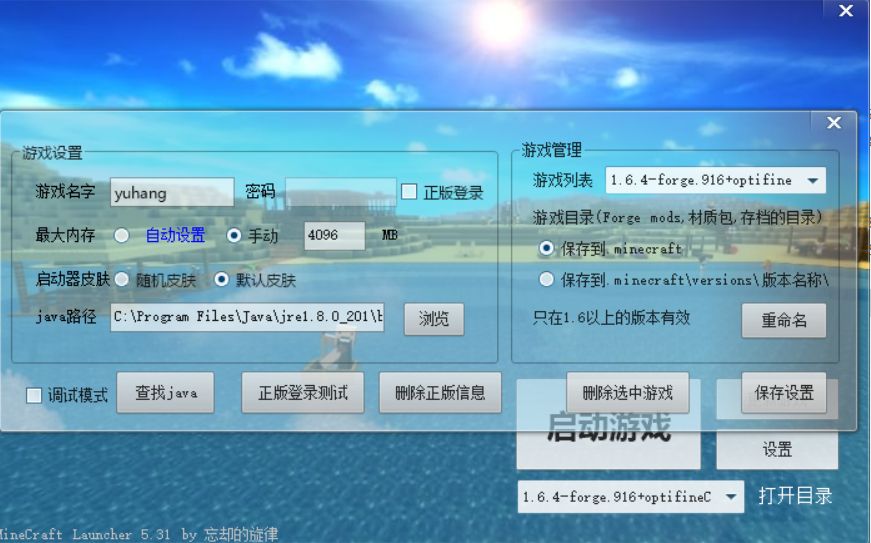 游戏设置
游戏名字 yuhang 密码 正版登录
最大内存 自动设置 手动 4096 MB
启动器皮肤 随机皮肤 默认皮肤
java路径 C:\Program Files\Java\jre1.8.0_201\b 浏览
调试模式 查找java 正版登录测试 删除正版信息
游戏管理
游戏列表 1.6.4-forge.916+optifine
游戏目录(Forge mods,材质包,存档的目录)
保存到.minecraft
保存到.minecraft\versions\版本名称\
只在1.6以上的版本有效 重命名
删除选中游戏 保存设置
启动游戏 设置
1.6.4-forge.916+optifineC 打开目录
MineCraft Launcher 5.31 by 忘却的旋律